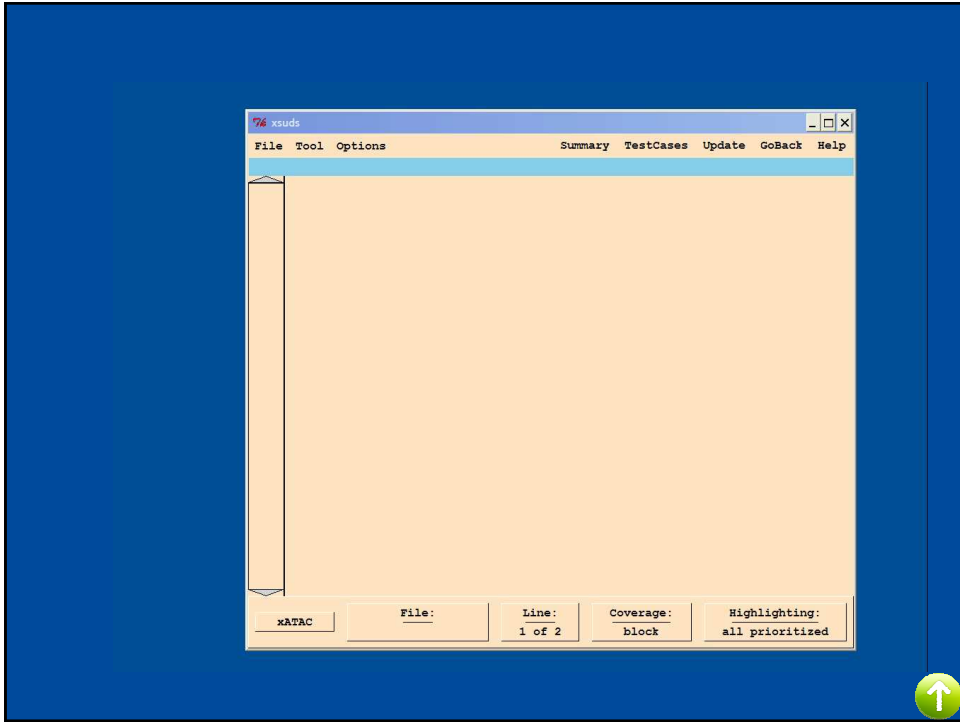 xsuds
File Tool Options Summary TestCases Update GoBack Help
xATAC
File:
Line:
1 of 2
Coverage:
block
Highlighting:
all prioritized